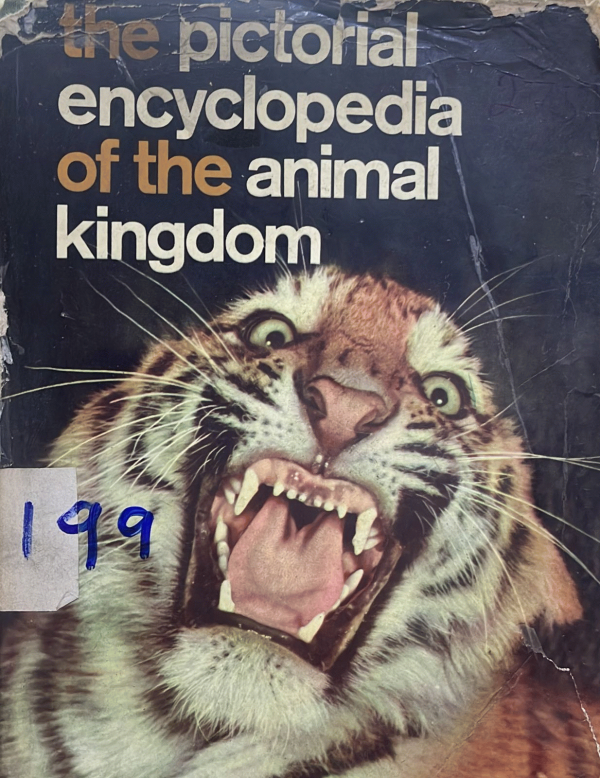 the pictorial
encyclopedia
of the animal
kingdom
199